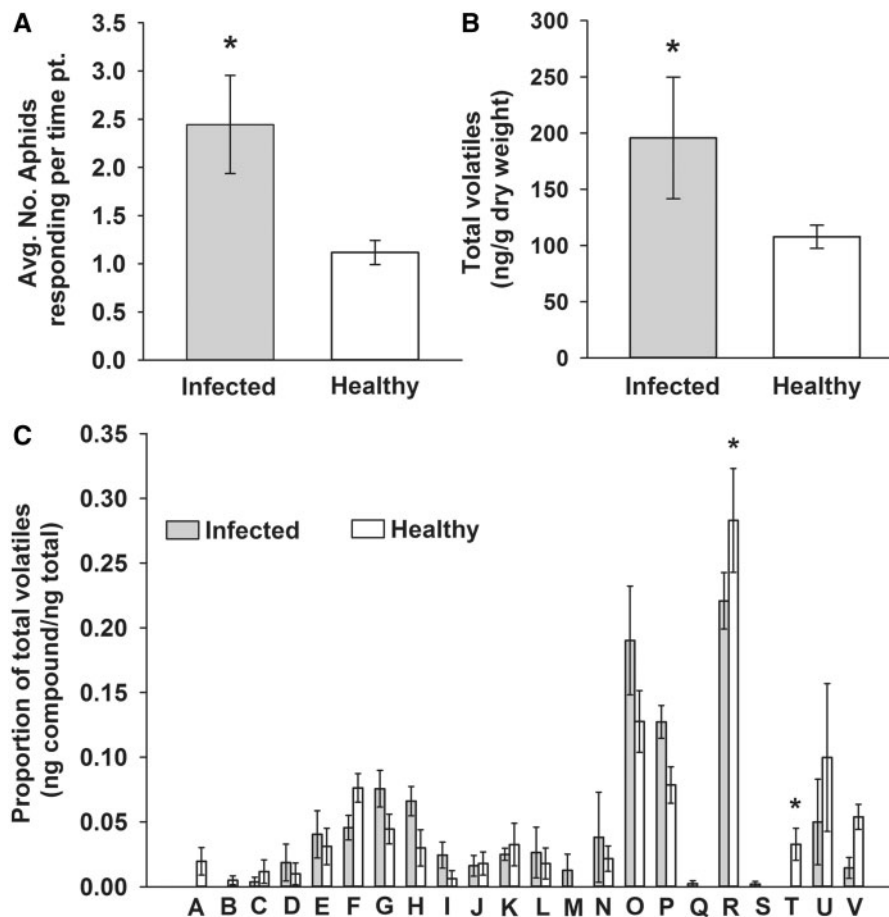 A
Avg. No. Aphids
responding per time pt.
3.5
3.0
2.5
2.0
1.5
1.0
0.5
0.0
*
Infected
Healthy
B
Total volatiles
(ng/g dry weight)
300
250
200
150
100
50
0
*
Infected
Healthy
C
Proportion of total volatiles
(ng compound/ng total)
0.35
0.30
0.25
0.20
0.15
0.10
0.05
0.00
Infected
Healthy
*
*
A B C D E F G H I J K L M N O P Q R S T U V